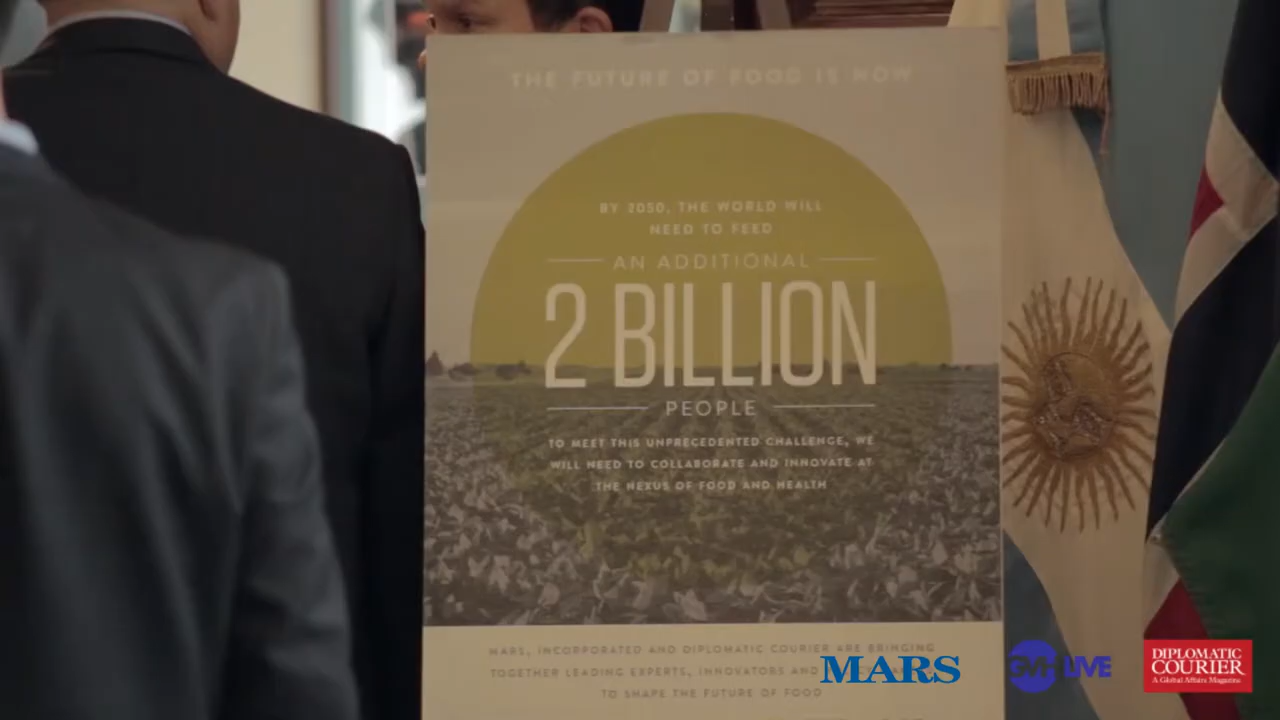 THE FUTURE OF FOOD IS NOW
BY 2050, THE WORLD WILL
NEED TO FEED
AN ADDITIONAL
2 BILLION
PEOPLE
TO MEET THIS UNPRECEDENTED CHALLENGE, WE
WILL NEED TO COLLABORATE AND INNOVATE AT
THE NEXUS OF FOOD AND HEALTH
MARS, INCORPORATED AND DIPLOMATIC COURIER ARE BRINGING
TOGETHER LEADING EXPERTS, INNOVATORS AND
TO SHAPE THE FUTURE OF FOOD
MARS
LIVE
DIPLOMATIC
COURIER
A Global Affairs Magazine